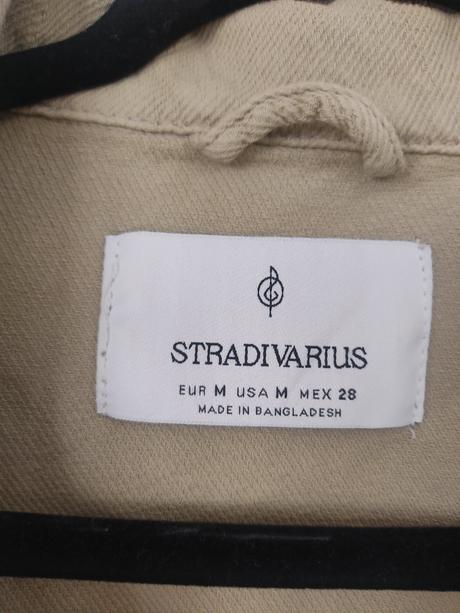 STRADIVARIUS
EUR M USA M MEX 28
MADE IN BANGLADESH